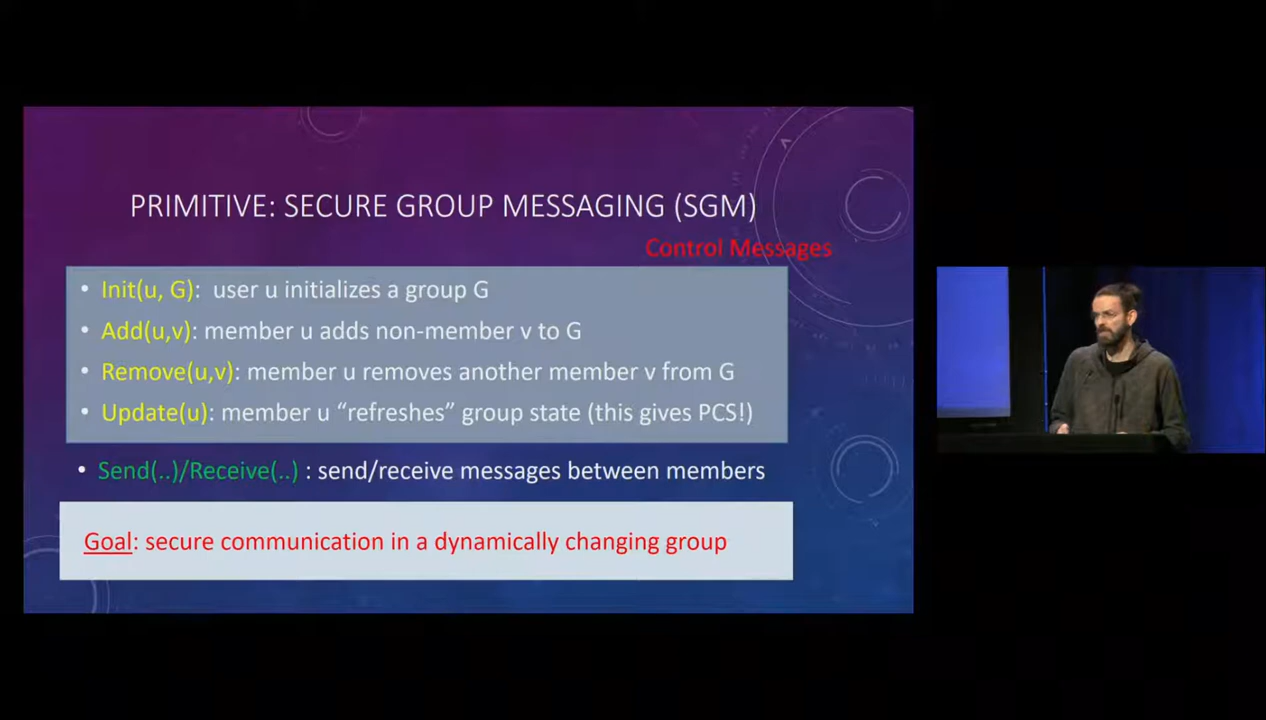 PRIMITIVE: SECURE GROUP MESSAGING (SGM)
Control Messages
• Init(u, G): user u initializes a group G
• Add(u,v): member u adds non-member v to G
• Remove(u,v): member u removes another member v from G
• Update(u): member u “refreshes” group state (this gives PCS!)
• Send(..)/Receive(..) : send/receive messages between members
Goal: secure communication in a dynamically changing group